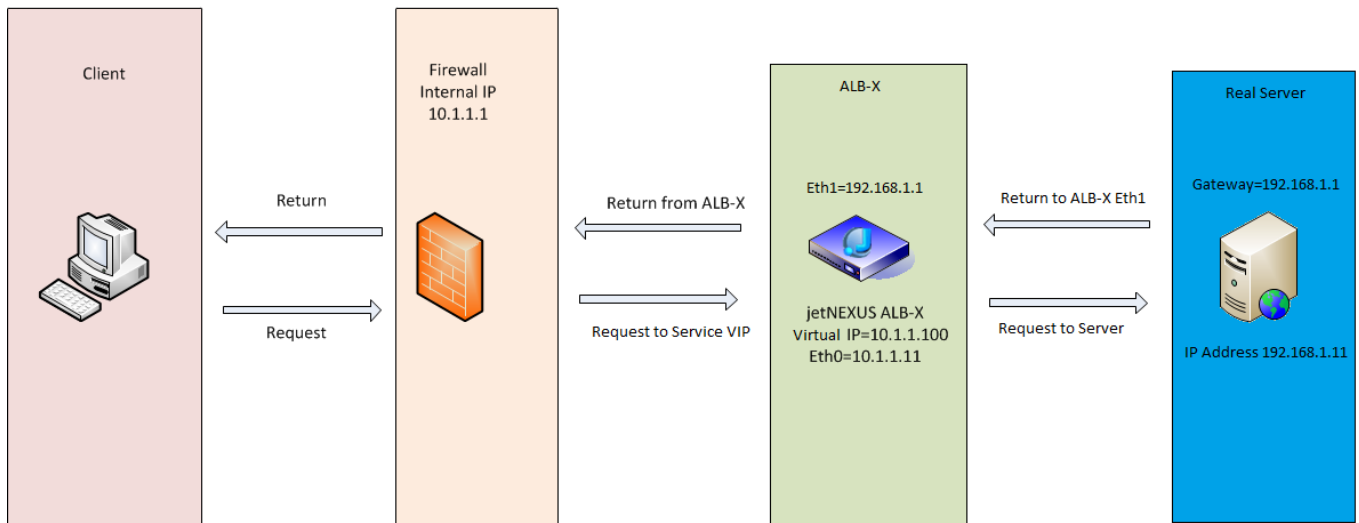 Client
Firewall
Internal IP
10.1.1.1
ALB-X
Real Server
Eth1=192.168.1.1
Gateway=192.168.1.1
Return
Return from ALB-X
Return to ALB-X Eth1
Request
Request to Service VIP
jetNEXUS ALB-X
Virtual IP=10.1.1.100
Eth0=10.1.1.11
Request to Server
IP Address 192.168.1.11